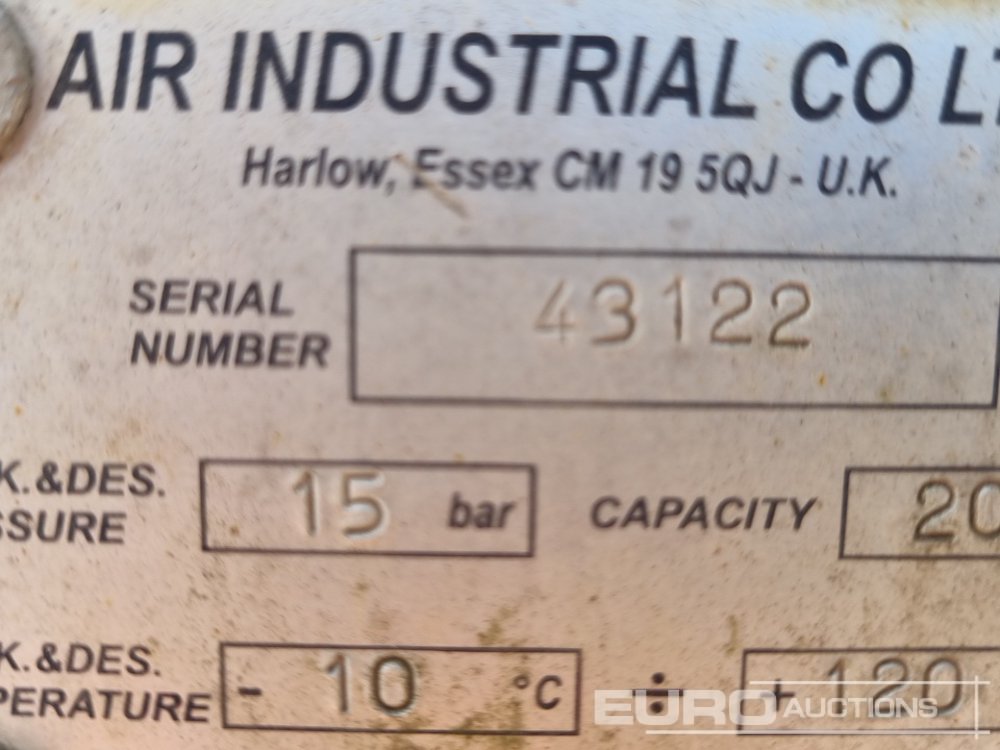 AIR INDUSTRIAL CO LT
Harlow, Essex CM 19 5QJ - U.K.
SERIAL NUMBER 43122
K.&DES. SSURE 15 bar CAPACITY 20
K.&DES. PERATURE - 10 °C ÷ + 120
EURO AUCTIONS